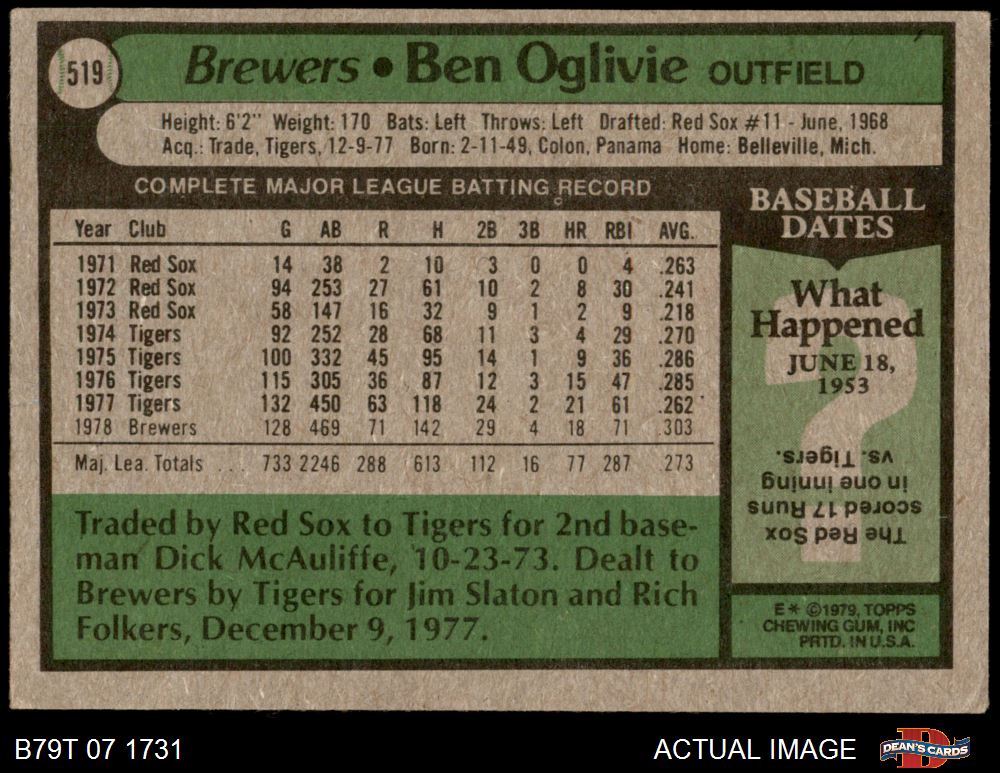 519
Brewers • Ben Oglivie OUTFIELD
Height: 6'2" Weight: 170 Bats: Left Throws: Left Drafted: Red Sox #11 - June, 1968
Acq.: Trade, Tigers, 12-9-77 Born: 2-11-49, Colon, Panama Home: Belleville, Mich.
COMPLETE MAJOR LEAGUE BATTING RECORD
Year Club G AB R H 2B 3B HR RBI AVG.
1971 Red Sox 14 38 2 10 3 0 0 4 .263
1972 Red Sox 94 253 27 61 10 2 8 30 .241
1973 Red Sox 58 147 16 32 9 1 2 9 .218
1974 Tigers 92 252 28 68 11 3 4 29 .270
1975 Tigers 100 332 45 95 14 1 9 36 .286
1976 Tigers 115 305 36 87 12 3 15 47 .285
1977 Tigers 132 450 63 118 24 2 21 61 .262
1978 Brewers 128 469 71 142 29 4 18 71 .303
Maj. Lea. Totals ... 733 2246 288 613 112 16 77 287 .273
Traded by Red Sox to Tigers for 2nd base-
man Dick McAuliffe, 10-23-73. Dealt to
Brewers by Tigers for Jim Slaton and Rich
Folkers, December 9, 1977.
BASEBALL
DATES
What
Happened
JUNE 18,
1953
?
The Red Sox
scored 17 Runs
in one inning
vs. Tigers.
E* ©1979, TOPPS
CHEWING GUM, INC
PRTD. IN U.S.A.
B79T 07 1731
ACTUAL IMAGE
DEAN'S CARDS